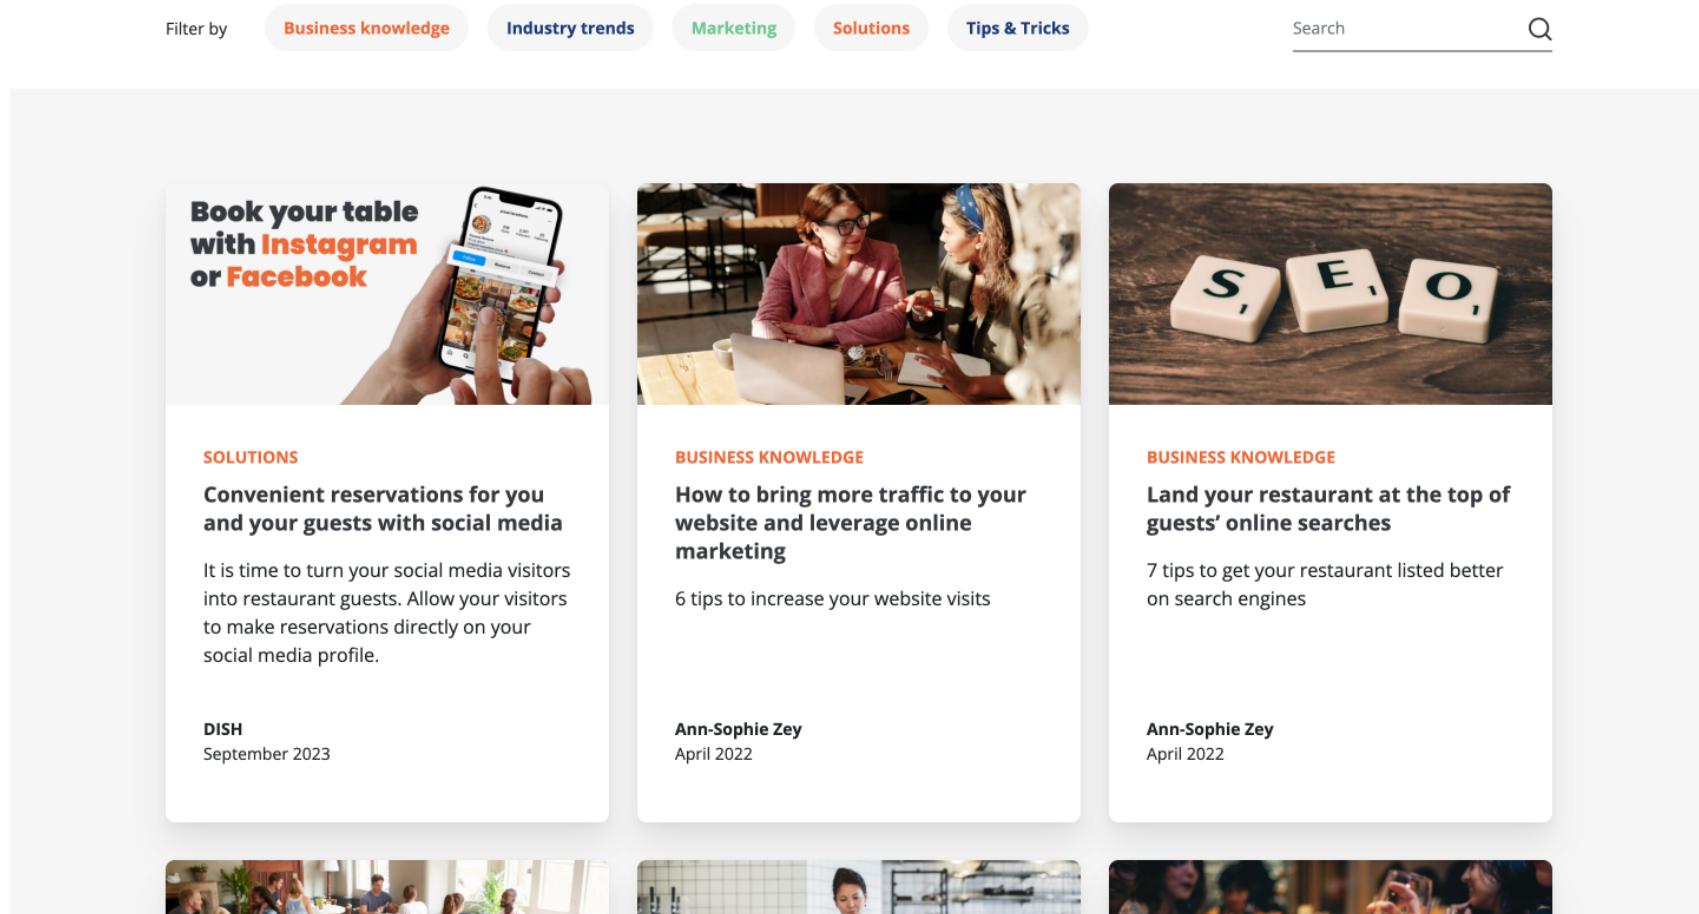 Filter by
Business knowledge
Industry trends
Marketing
Solutions
Tips & Tricks
Search
Book your table
with Instagram
or Facebook
Follow
S1 E1 O1
SOLUTIONS
Convenient reservations for you
and your guests with social media
It is time to turn your social media visitors
into restaurant guests. Allow your visitors
to make reservations directly on your
social media profile.
DISH
September 2023
BUSINESS KNOWLEDGE
How to bring more traffic to your
website and leverage online
marketing
6 tips to increase your website visits
Ann-Sophie Zey
April 2022
BUSINESS KNOWLEDGE
Land your restaurant at the top of
guests’ online searches
7 tips to get your restaurant listed better
on search engines
Ann-Sophie Zey
April 2022